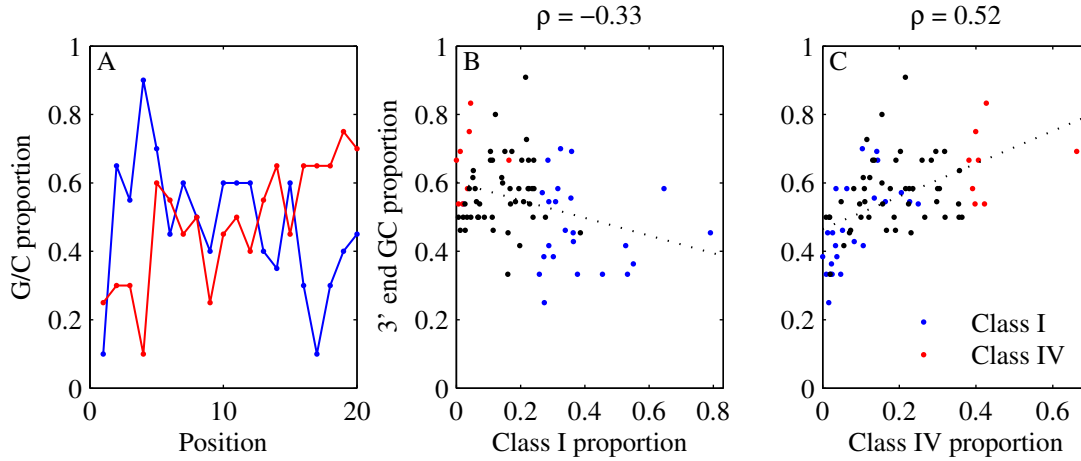 ρ = −0.33
ρ = 0.52
A
B
C
1
0.8
0.6
0.4
0.2
0
1
0.8
0.6
0.4
0.2
0
1
0.8
0.6
0.4
0.2
0
G/C proportion
3’ end GC proportion
Class I
Class IV
0 10 20
0 0.2 0.4 0.6 0.8
0 0.2 0.4 0.6
Position
Class I proportion
Class IV proportion